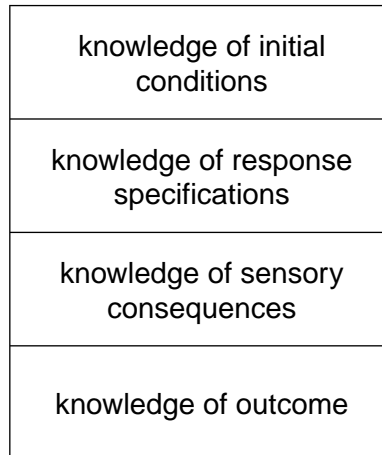 knowledge of initial
conditions
knowledge of response
specifications
knowledge of sensory
consequences
knowledge of outcome